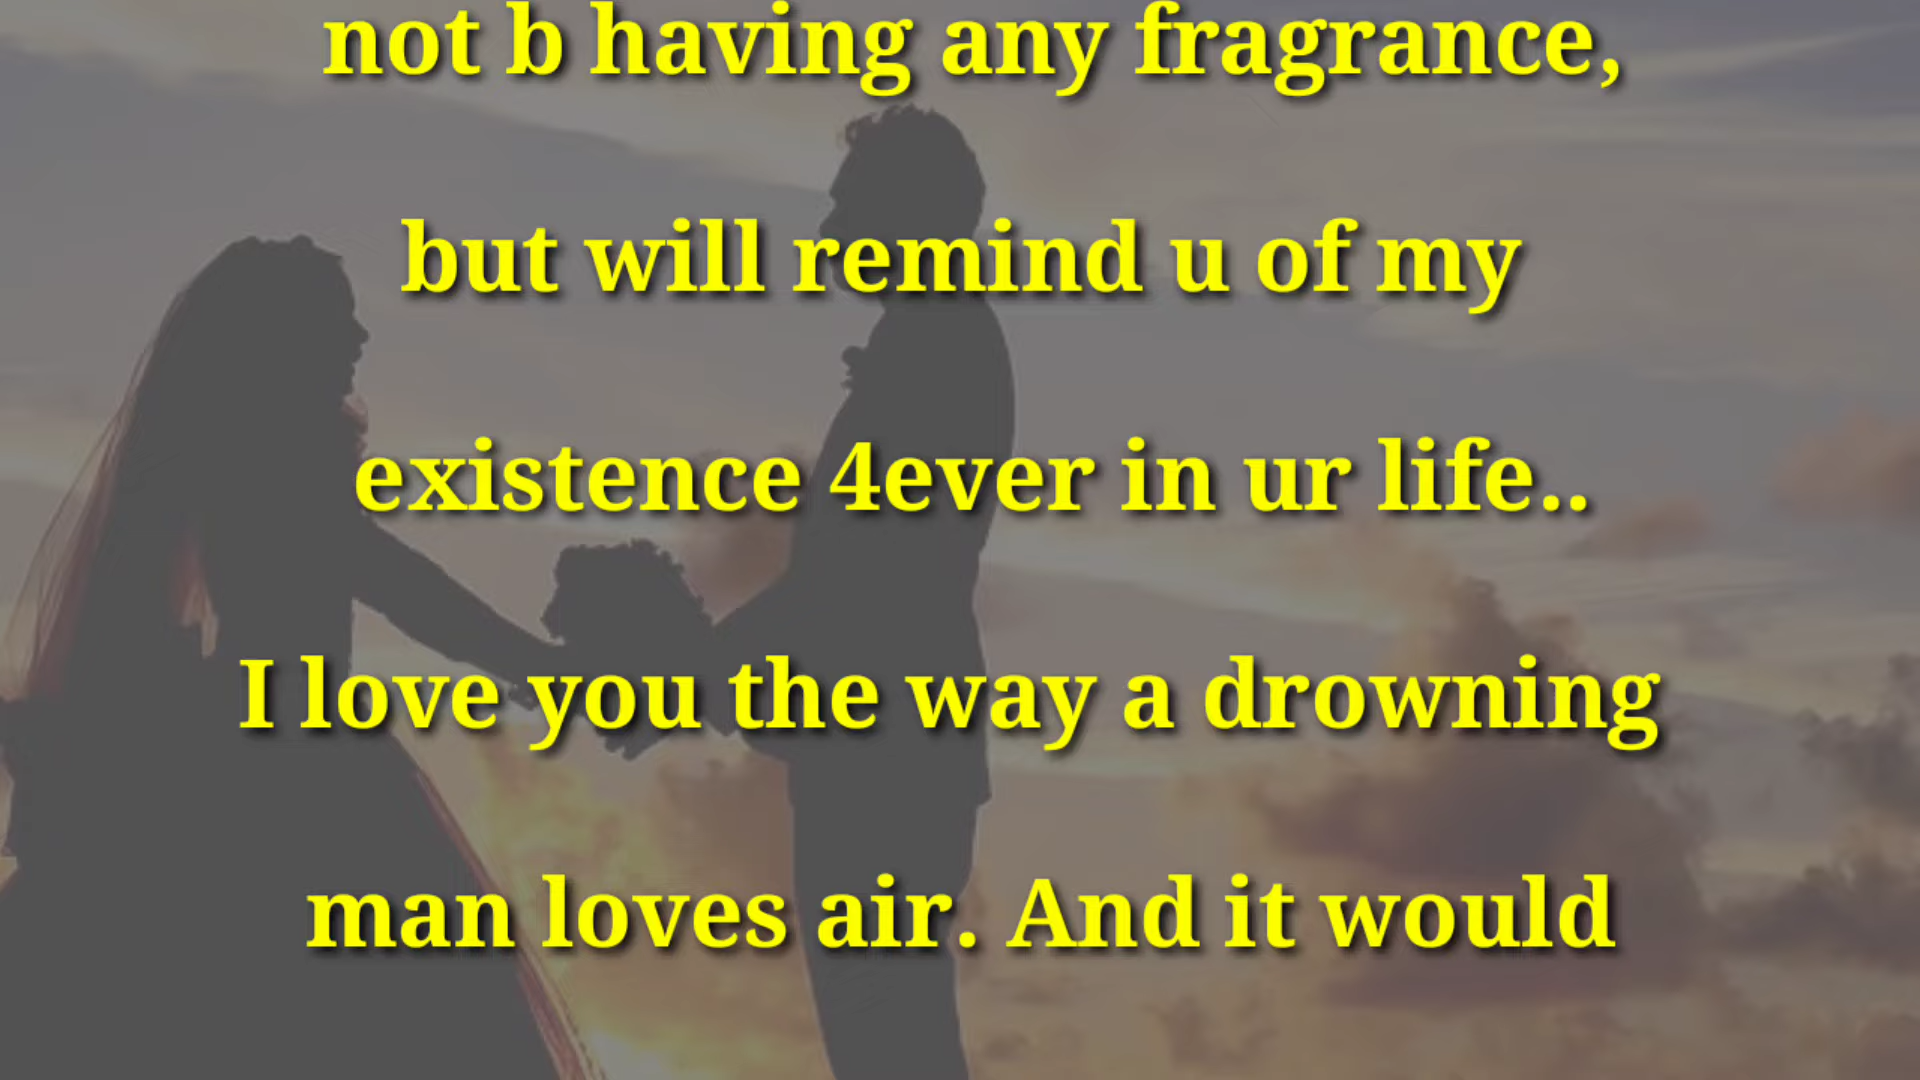 not b having any fragrance,
but will remind u of my
existence 4ever in ur life..
I love you the way a drowning
man loves air. And it would